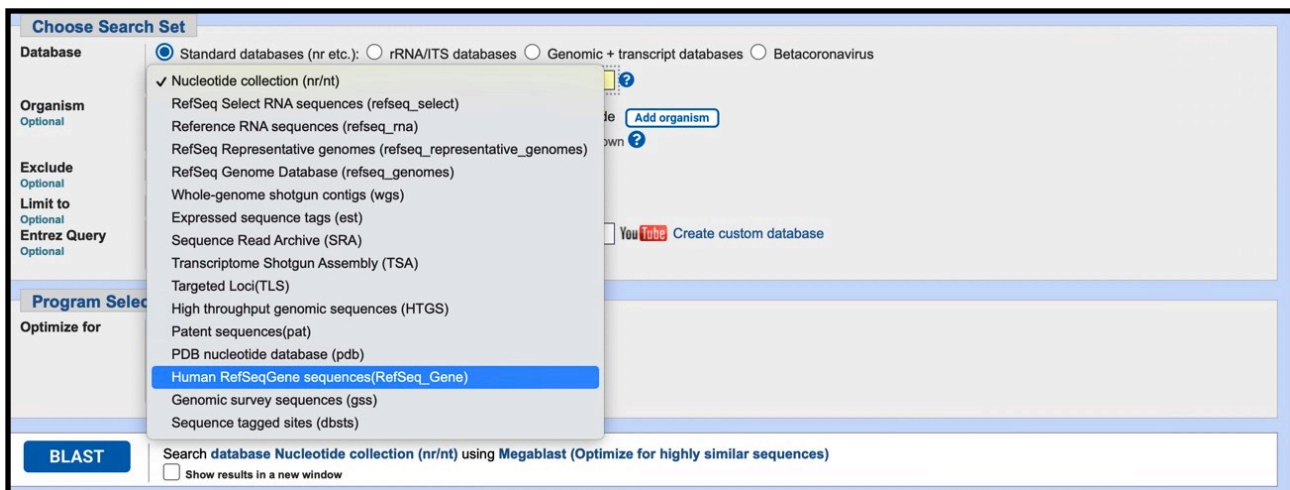 Choose Search Set
Database
Standard databases (nr etc.): rRNA/ITS databases Genomic + transcript databases Betacoronavirus
✓ Nucleotide collection (nr/nt)
Organism
Optional
RefSeq Select RNA sequences (refseq_select)
Add organism
Reference RNA sequences (refseq_rna)
RefSeq Representative genomes (refseq_representative_genomes)
Exclude
Optional
RefSeq Genome Database (refseq_genomes)
Whole-genome shotgun contigs (wgs)
Limit to
Optional
Expressed sequence tags (est)
Entrez Query
Optional
Sequence Read Archive (SRA)
YouTube Create custom database
Transcriptome Shotgun Assembly (TSA)
Targeted Loci(TLS)
High throughput genomic sequences (HTGS)
Optimize for
Patent sequences(pat)
PDB nucleotide database (pdb)
Human RefSeqGene sequences(RefSeq_Gene)
Genomic survey sequences (gss)
Sequence tagged sites (dbsts)
BLAST
Search database Nucleotide collection (nr/nt) using Megablast (Optimize for highly similar sequences)
Show results in a new window